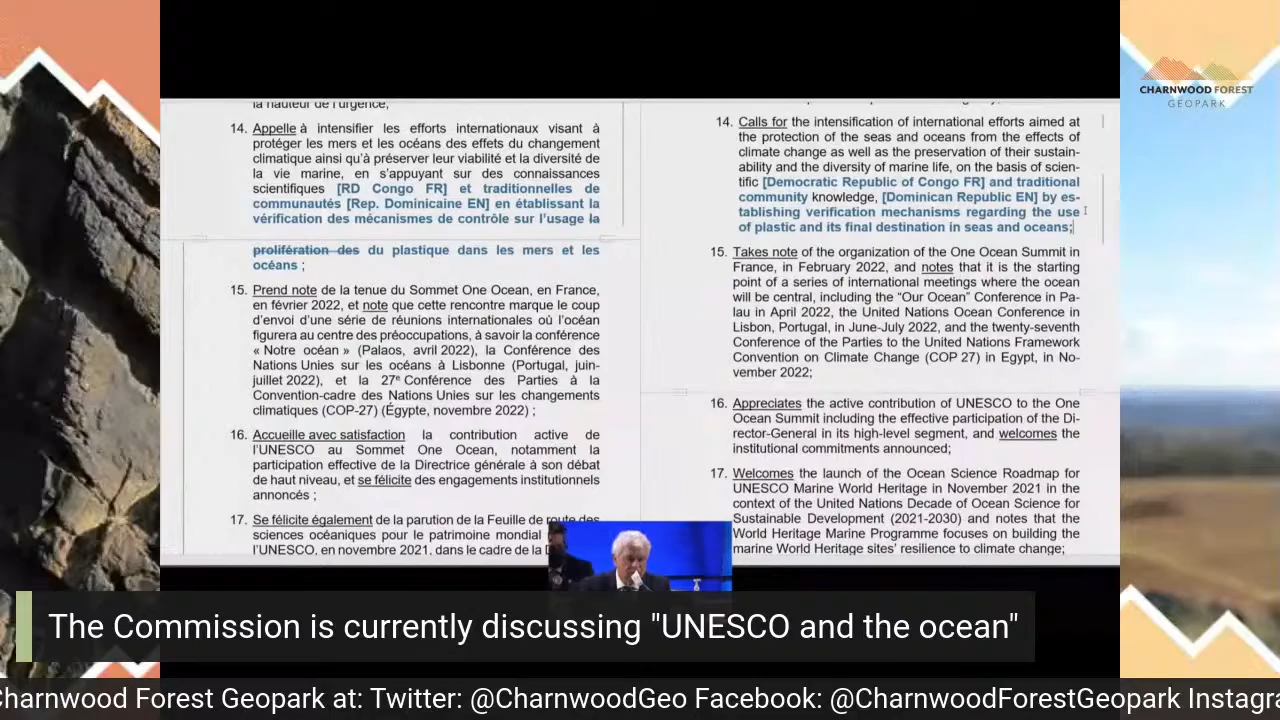 la hauteur de l'urgence,
14. Appelle à intensifier les efforts internationaux visant à
protéger les mers et les océans des effets du changement
climatique ainsi qu'à préserver leur viabilité et la diversité de
la vie marine, en s'appuyant sur des connaissances
scientifiques [RD Congo FR] et traditionnelles de
communautés [Rep. Dominicaine EN] en établissant la
vérification des mécanismes de contrôle sur l'usage la
prolifération des du plastique dans les mers et les
océans ;
15. Prend note de la tenue du Sommet One Ocean, en France,
en février 2022, et note que cette rencontre marque le coup
d'envoi d'une série de réunions internationales où l'océan
figurera au centre des préoccupations, à savoir la conférence
« Notre océan » (Palaos, avril 2022), la Conférence des
Nations Unies sur les océans à Lisbonne (Portugal, juin-
juillet 2022), et la 27e Conférence des Parties à la
Convention-cadre des Nations Unies sur les changements
climatiques (COP-27) (Égypte, novembre 2022) ;
16. Accueille avec satisfaction la contribution active de
l'UNESCO au Sommet One Ocean, notamment la
participation effective de la Directrice générale à son débat
de haut niveau, et se félicite des engagements institutionnels
annoncés ;
17. Se félicite également de la parution de la Feuille de route des
sciences océaniques pour le patrimoine mondial
l'UNESCO, en novembre 2021, dans le cadre de la
14. Calls for the intensification of international efforts aimed at
the protection of the seas and oceans from the effects of
climate change as well as the preservation of their sustain-
ability and the diversity of marine life, on the basis of scien-
tific [Democratic Republic of Congo FR] and traditional
community knowledge, [Dominican Republic EN] by es-
tablishing verification mechanisms regarding the use
of plastic and its final destination in seas and oceans;
15. Takes note of the organization of the One Ocean Summit in
France, in February 2022, and notes that it is the starting
point of a series of international meetings where the ocean
will be central, including the “Our Ocean” Conference in Pa-
lau in April 2022, the United Nations Ocean Conference in
Lisbon, Portugal, in June-July 2022, and the twenty-seventh
Conference of the Parties to the United Nations Framework
Convention on Climate Change (COP 27) in Egypt, in No-
vember 2022;
16. Appreciates the active contribution of UNESCO to the One
Ocean Summit including the effective participation of the Di-
rector-General in its high-level segment, and welcomes the
institutional commitments announced;
17. Welcomes the launch of the Ocean Science Roadmap for
UNESCO Marine World Heritage in November 2021 in the
context of the United Nations Decade of Ocean Science for
Sustainable Development (2021-2030) and notes that the
World Heritage Marine Programme focuses on building the
marine World Heritage sites' resilience to climate change;
CHARNWOOD FOREST
GEOPARK
The Commission is currently discussing "UNESCO and the ocean"
Charnwood Forest Geopark at: Twitter: @CharnwoodGeo Facebook: @CharnwoodForestGeopark Instagra